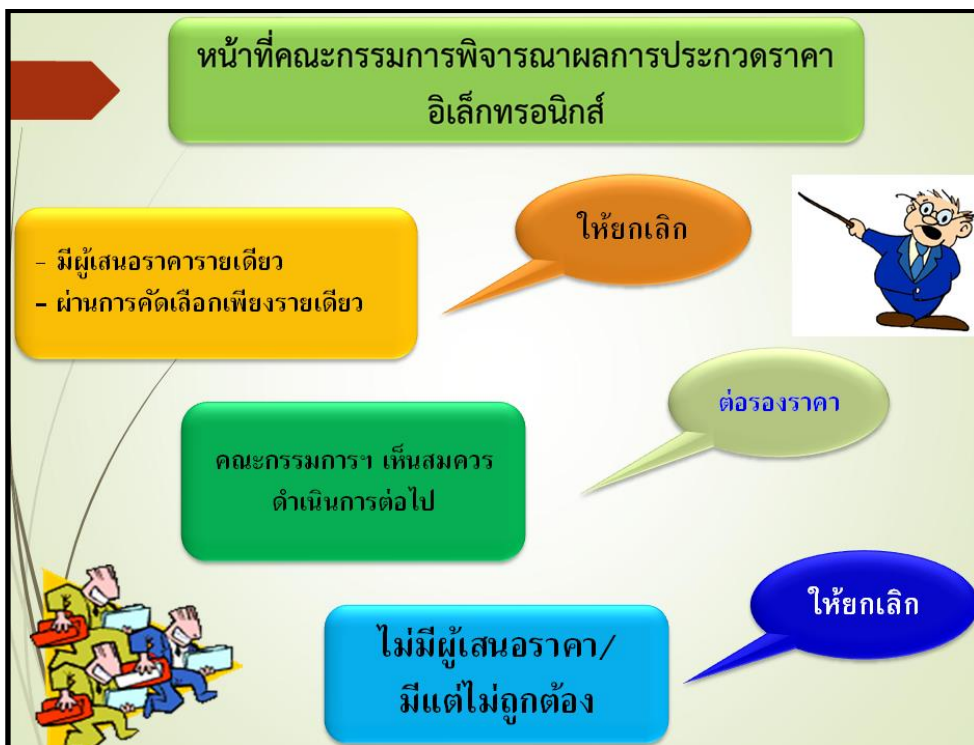 หน้าที่คณะกรรมการพิจารณาผลการประกวดราคา
อิเล็กทรอนิกส์
ให้ยกเลิก
- มีผู้เสนอราคารายเดียว
- ผ่านการคัดเลือกเพียงรายเดียว
ต่อรองราคา
คณะกรรมการฯ เห็นสมควร
ดำเนินการต่อไป
ให้ยกเลิก
ไม่มีผู้เสนอราคา/
มีแต่ไม่ถูกต้อง